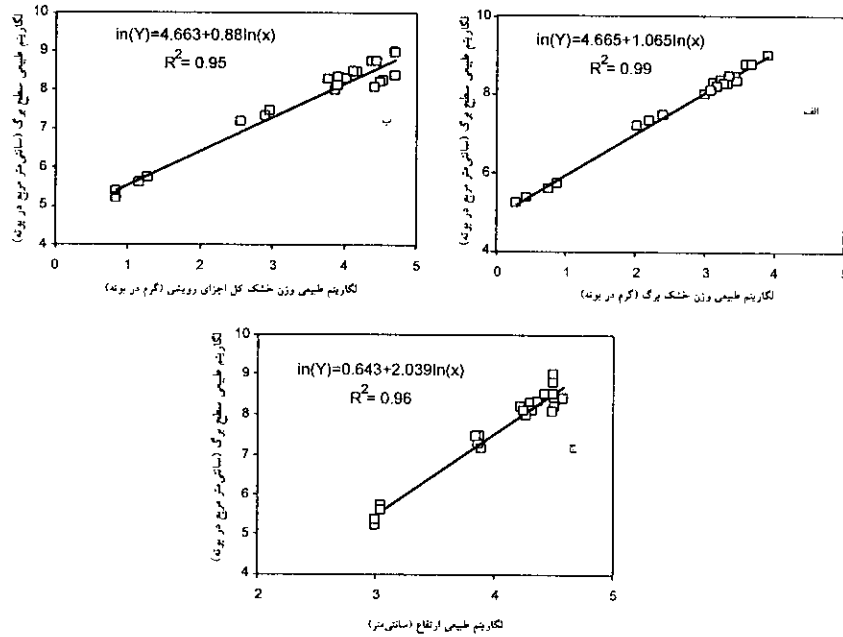 in(Y)=4.663+0.88ln(x)
R²= 0.95
ب
لگاریتم طبیعی سطح برگ (سانتی‌متر مربع در بوته)
10
8
6
4
0 1 2 3 4 5
لگاریتم طبیعی وزن خشک کل اجزای رویشی (گرم در بوته)
in(Y)=4.665+1.065ln(x)
R²= 0.99
الف
لگاریتم طبیعی سطح برگ (سانتی‌متر مربع در بوته)
10
9
8
7
6
5
4
0 1 2 3 4 5
لگاریتم طبیعی وزن خشک برگ (گرم در بوته)
in(Y)=0.643+2.039ln(x)
R²= 0.96
ج
لگاریتم طبیعی سطح برگ (سانتی‌متر مربع در بوته)
10
9
8
7
6
5
4
2 3 4 5
لگاریتم طبیعی ارتفاع (سانتی‌متر)